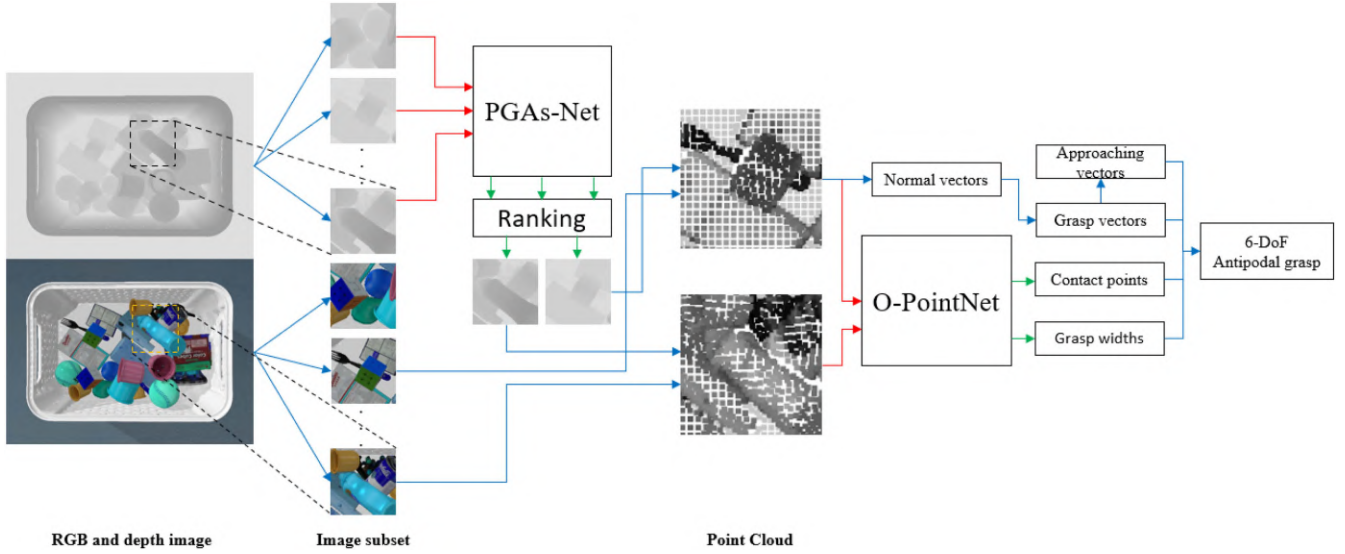 PGAs-Net
Ranking
Normal vectors
Approaching
vectors
Grasp vectors
6-DoF
Antipodal grasp
O-PointNet
Contact points
Grasp widths
RGB and depth image
Image subset
Point Cloud